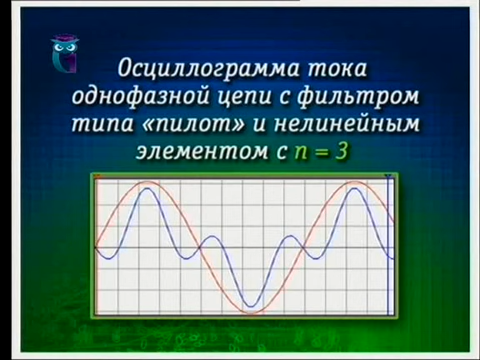 Осциллограмма тока
однофазной цепи с фильтром
типа «пилот» и нелинейным
элементом с n = 3